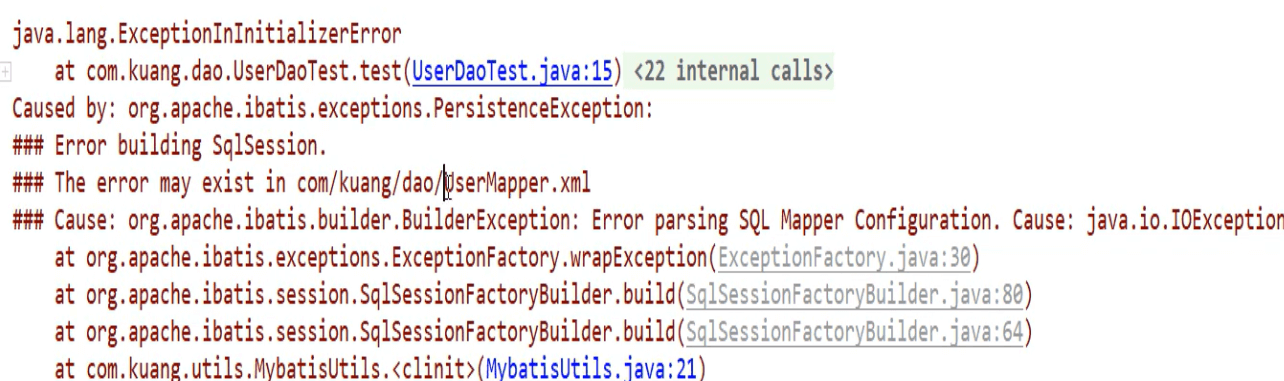 java.lang.ExceptionInInitializerError
at com.kuang.dao.UserDaoTest.test(UserDaoTest.java:15) <22 internal calls>
Caused by: org.apache.ibatis.exceptions.PersistenceException:
### Error building SqlSession.
### The error may exist in com/kuang/dao/UserMapper.xml
### Cause: org.apache.ibatis.builder.BuilderException: Error parsing SQL Mapper Configuration. Cause: java.io.IOException
at org.apache.ibatis.exceptions.ExceptionFactory.wrapException(ExceptionFactory.java:30)
at org.apache.ibatis.session.SqlSessionFactoryBuilder.build(SqlSessionFactoryBuilder.java:80)
at org.apache.ibatis.session.SqlSessionFactoryBuilder.build(SqlSessionFactoryBuilder.java:64)
at com.kuang.utils.MybatisUtils.<clinit>(MybatisUtils.java:21)